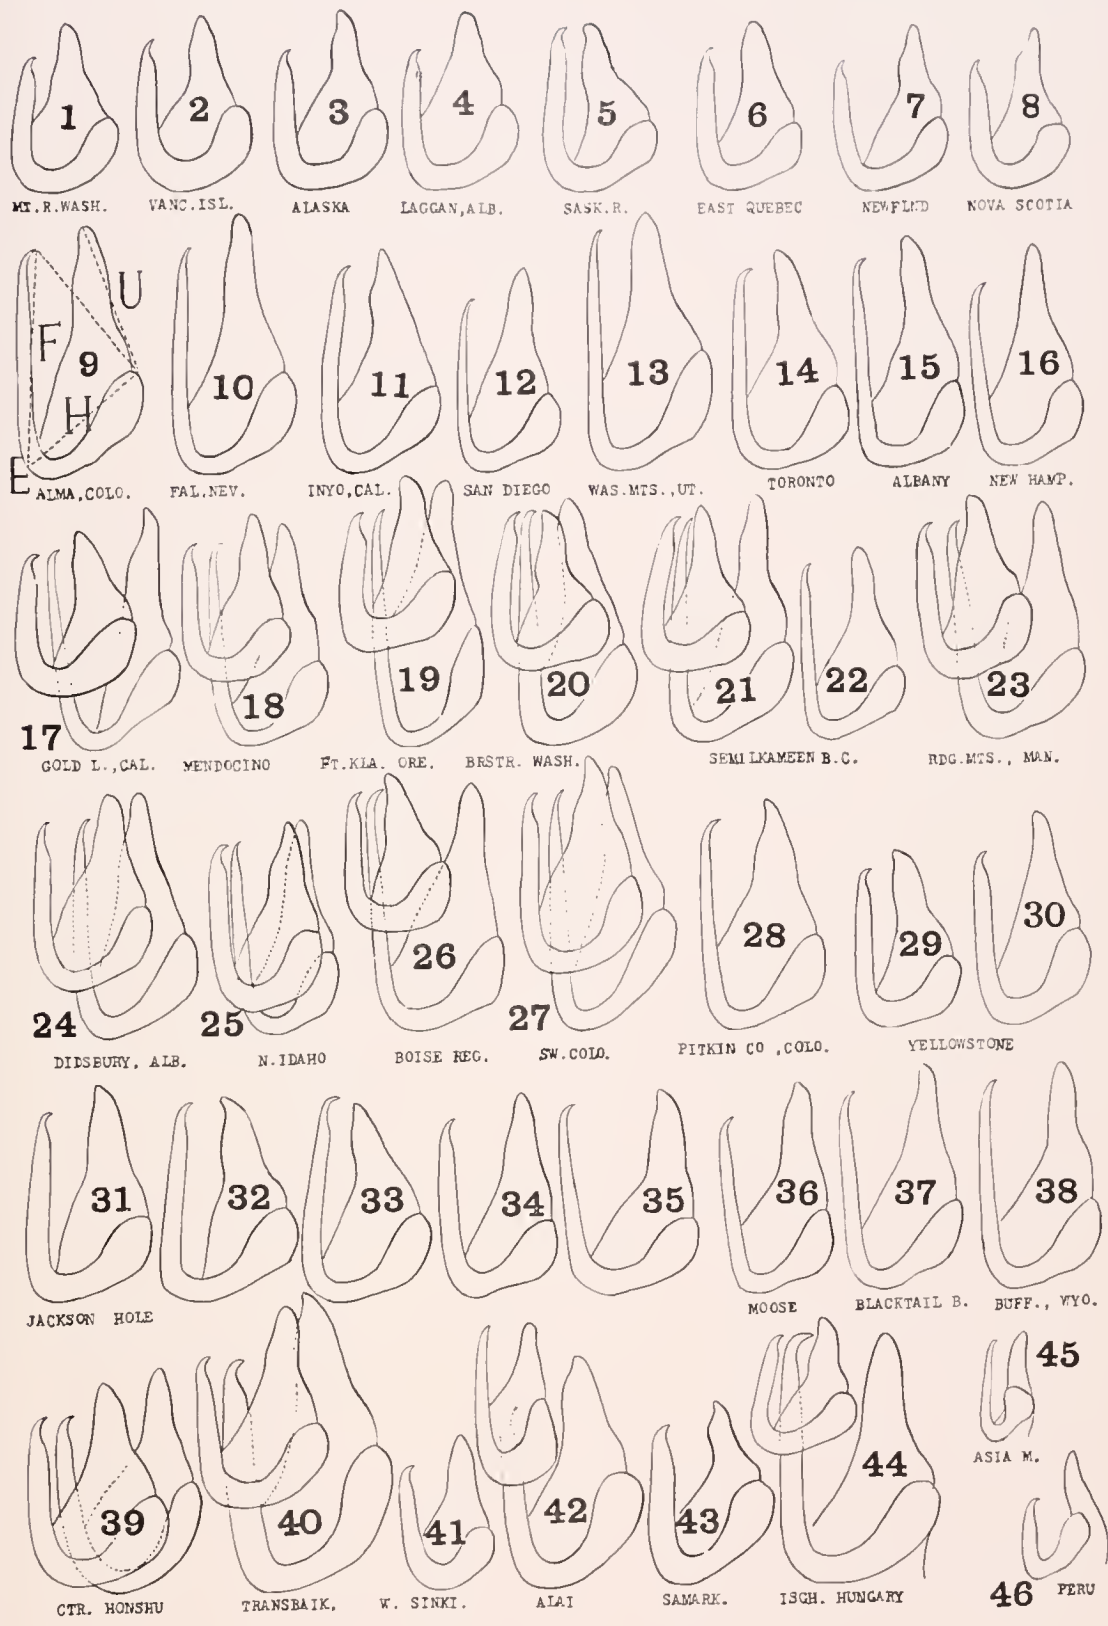 1 2 3 4 5 6 7 8
MT.R.WASH. VANC.ISL. ALASKA LAGGAN,ALB. SASK.R. EAST QUEBEC NEWFLND NOVA SCOTIA
U
F
9 10 11 12 13 14 15 16
H
E
ALMA,COLO. FAL.NEV. INYO,CAL. SAN DIEGO WAS.MTS.,UT. TORONTO ALBANY NEW HAMP.
17 18 19 20 21 22 23
GOLD L.,CAL. MENDOCINO FT.KLA. ORE. BRSTR. WASH. SEMILKAMEEN B.C. RDG.MTS., MAN.
24 25 26 27 28 29 30
DIDSBURY, ALB. N.IDAHO BOISE REG. SW.COLO. PITKIN CO ,COLO. YELLOWSTONE
31 32 33 34 35 36 37 38
JACKSON HOLE MOOSE BLACKTAIL B. BUFF., WYO.
39 40 41 42 43 44 45
ASIA M.
CTR. HONSHU TRANSBAIK. W. SINKI. ALAI SAMARK. ISCH. HUNGARY 46 PERU